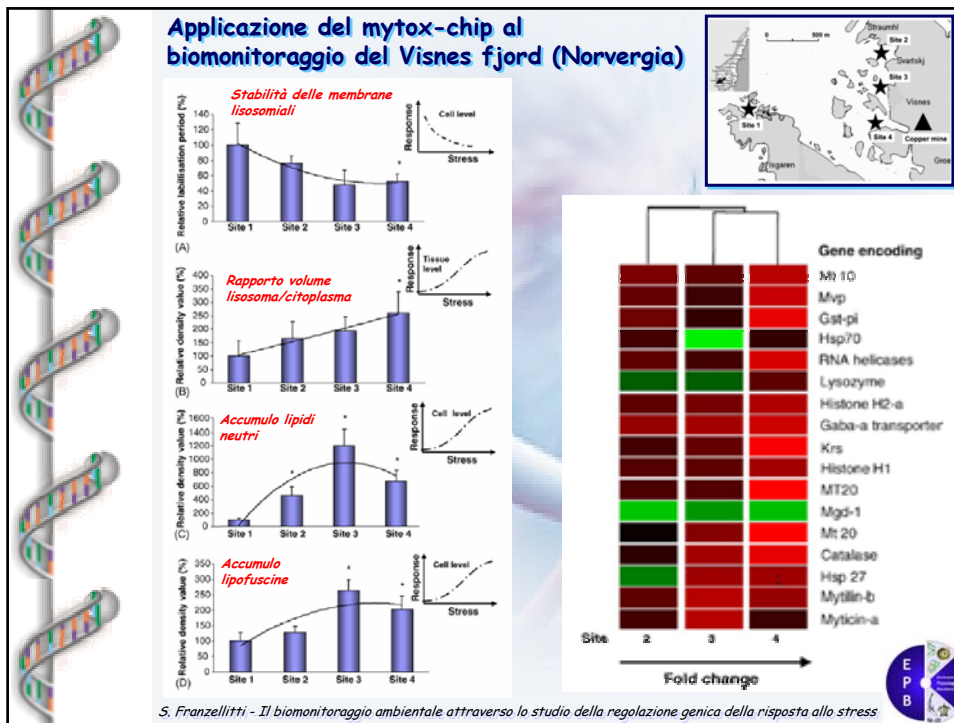 Applicazione del mytox-chip al
biomonitoraggio del Visnes fjord (Norvergia)
0 500 m
Straumhl
Site 2
Svartskj
Site 3
Visnes
Site 1
Site 4
Copper mine
Isgaren
Groe
Stabilità delle membrane
lisosomiali
Relative labilisation period (%)
140
120
100
80
60
40
20
0
*
Site 1 Site 2 Site 3 Site 4
(A)
Response
Cell level
Stress
Rapporto volume
lisosoma/citoplasma
Relative density value (%)
400
350
300
250
200
150
100
50
0
*
Site 1 Site 2 Site 3 Site 4
(B)
Response
Tissue
level
Stress
Accumulo lipidi
neutri
Relative density value (%)
1600
1400
1200
1000
800
600
400
200
0
* * *
Site 1 Site 2 Site 3 Site 4
(C)
Response
Cell level
Stress
Accumulo
lipofuscine
Relative density value (%)
350
300
250
200
150
100
50
0
* *
Site 1 Site 2 Site 3 Site 4
(D)
Response
Cell level
Stress
Gene encoding
Mt 10
Mvp
Gst-pi
Hsp70
RNA helicases
Lysozyme
Histone H2-a
Gaba-a transporter
Krs
Histone H1
MT20
Mgd-1
Mt 20
Catalase
Hsp 27
Mytillin-b
Myticin-a
Site 2 3 4
Fold change
E
P
B
S. Franzellitti - Il biomonitoraggio ambientale attraverso lo studio della regolazione genica della risposta allo stress